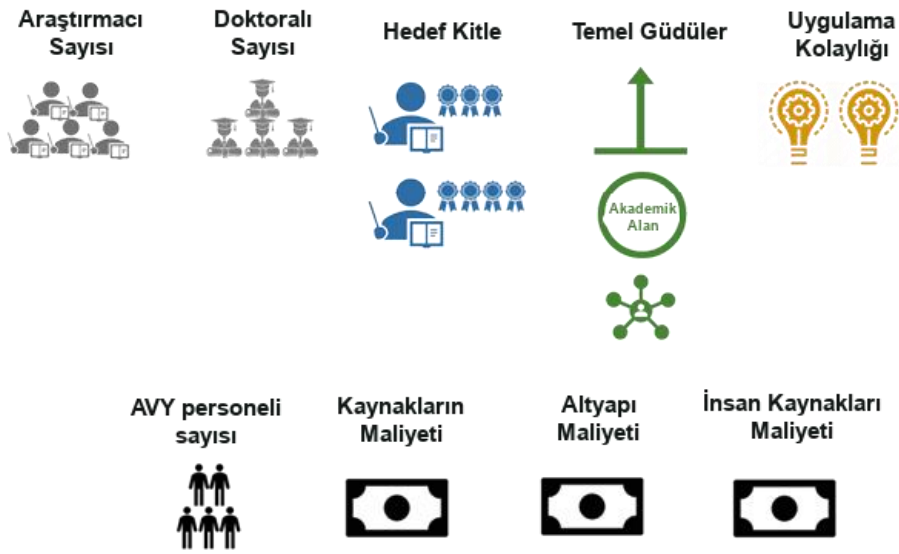 Araştırmacı
Sayısı
Doktoralı
Sayısı
Hedef Kitle
Temel Güdüler
Uygulama
Kolaylığı
Akademik
Alan
AVY personeli
sayısı
Kaynakların
Maliyeti
Altyapı
Maliyeti
İnsan Kaynakları
Maliyeti